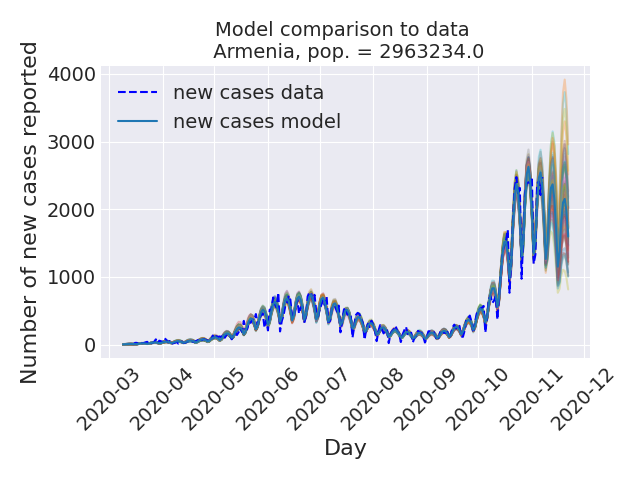 Model comparison to data
Armenia, pop. = 2963234.0
Number of new cases reported
4000
3000
2000
1000
0
new cases data
new cases model
2020-03
2020-04
2020-05
2020-06
2020-07
2020-08
2020-09
2020-10
2020-11
2020-12
Day